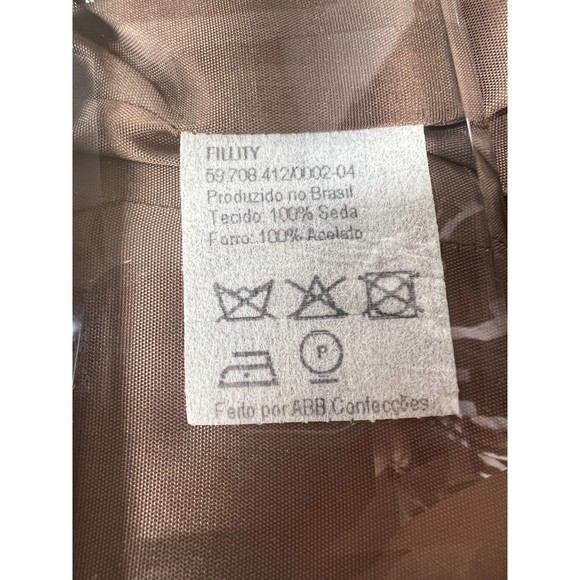 FILLITY
59.708.412/0002-04
Produzido no Brasil
Tecido: 100% Seda
Forro: 100% Acetato
P
Feito por ABB Confecções